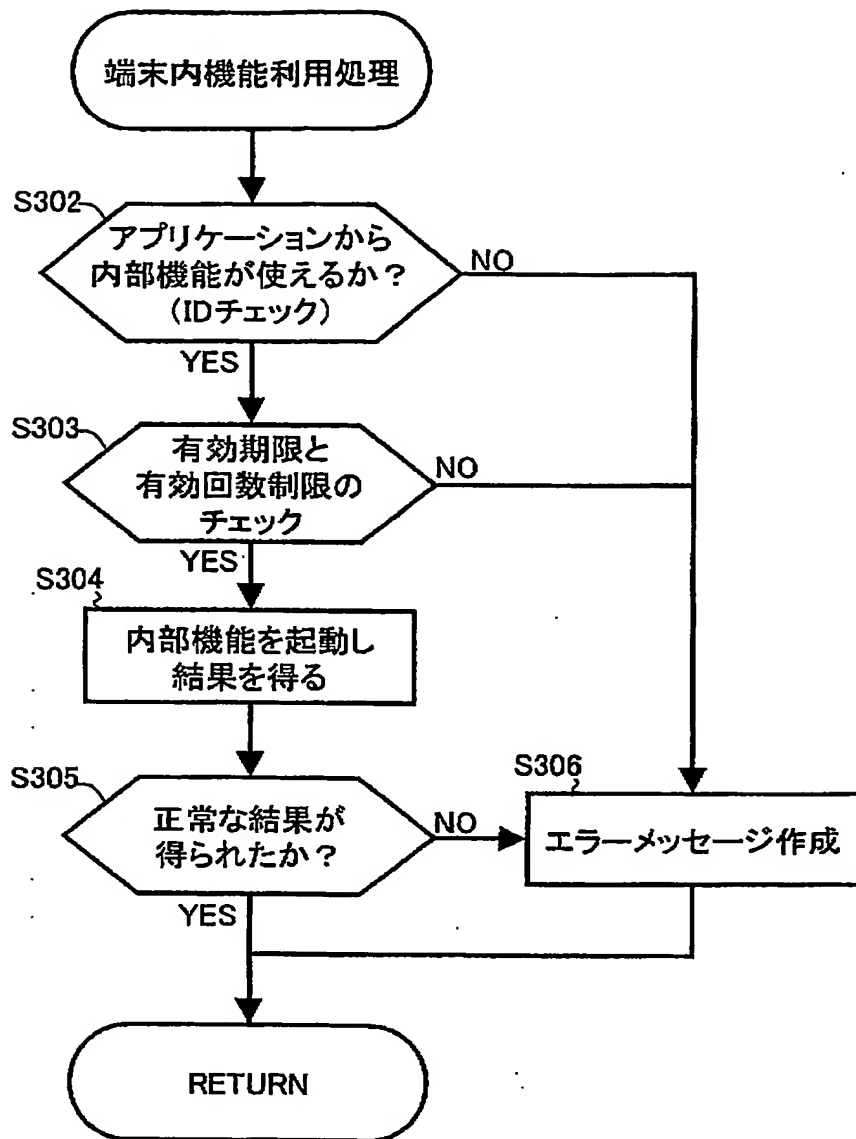 端末内機能利用処理
S302
アプリケーションから
内部機能が使えるか？
（IDチェック）
NO
YES
S303
有効期限と
有効回数制限の
チェック
NO
YES
S304
内部機能を起動し
結果を得る
S305
正常な結果が
得られたか？
NO
YES
S306
エラーメッセージ作成
RETURN